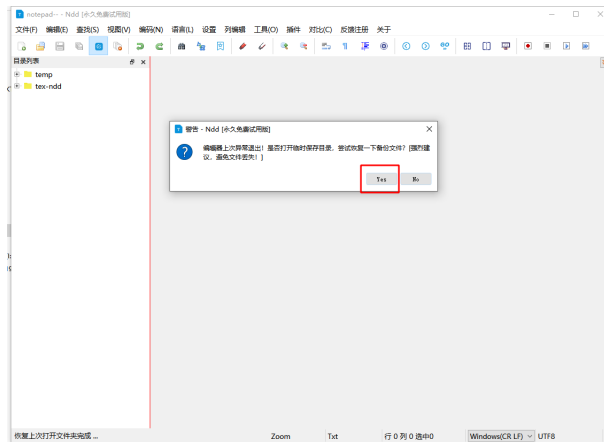 notepad-- - Ndd [永久免费试用版]
文件(F) 编辑(E) 查找(S) 视图(V) 编码(N) 语言(L) 设置 列编辑 工具(O) 插件 对比(C) 反馈注册 关于
目录列表
temp
tex-ndd
警告 - Ndd [永久免费试用版]
编辑器上次异常退出！是否打开临时保存目录，尝试恢复一下备份文件？[强烈建
议，避免文件丢失！]
Yes No
恢复上次打开文件夹完成 ... Zoom Txt 行 0 列 0 选中0 Windows(CR LF) UTF8